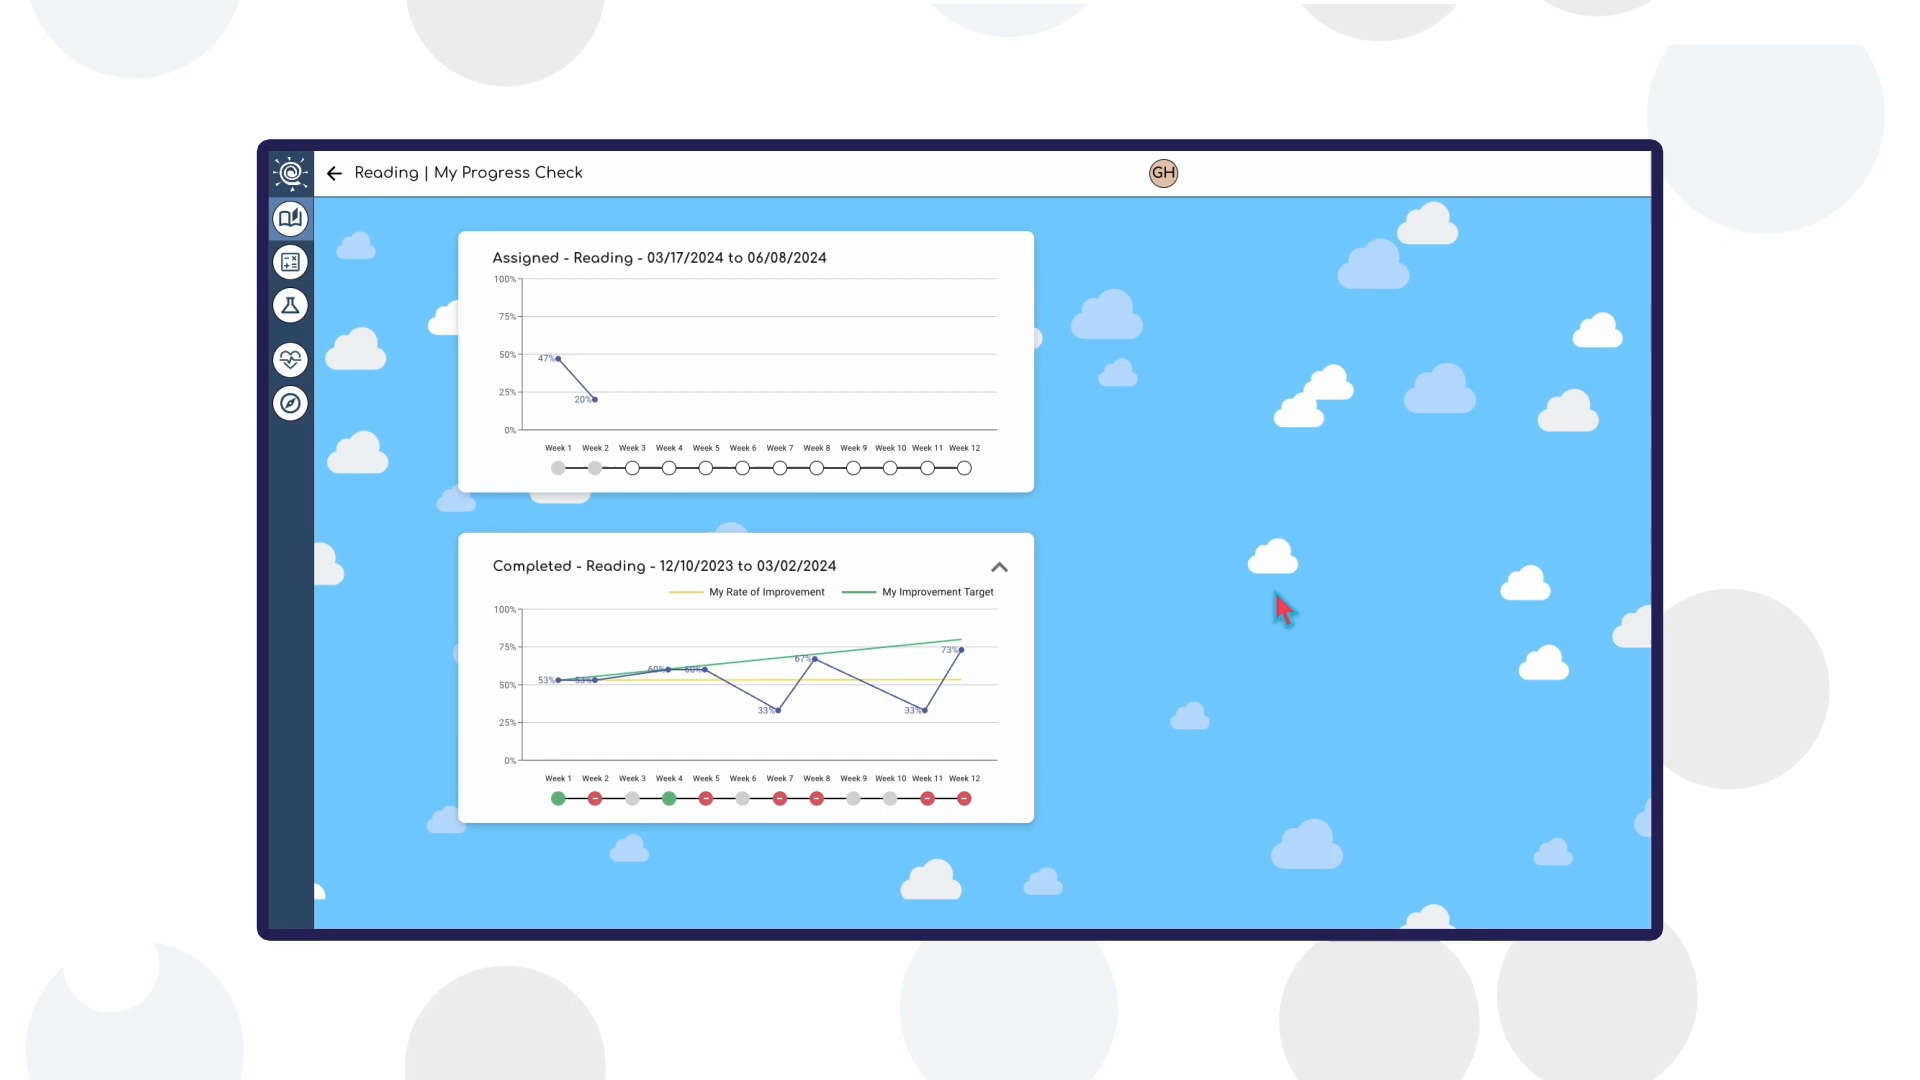 Reading | My Progress Check
GH
Assigned - Reading - 03/17/2024 to 06/08/2024
100%
75%
50%
25%
0%
47%
20%
Week 1 Week 2 Week 3 Week 4 Week 5 Week 6 Week 7 Week 8 Week 9 Week 10 Week 11 Week 12
Completed - Reading - 12/10/2023 to 03/02/2024
My Rate of Improvement My Improvement Target
100%
75%
50%
25%
0%
53% 53% 60% 60% 33% 67% 33% 73%
Week 1 Week 2 Week 3 Week 4 Week 5 Week 6 Week 7 Week 8 Week 9 Week 10 Week 11 Week 12